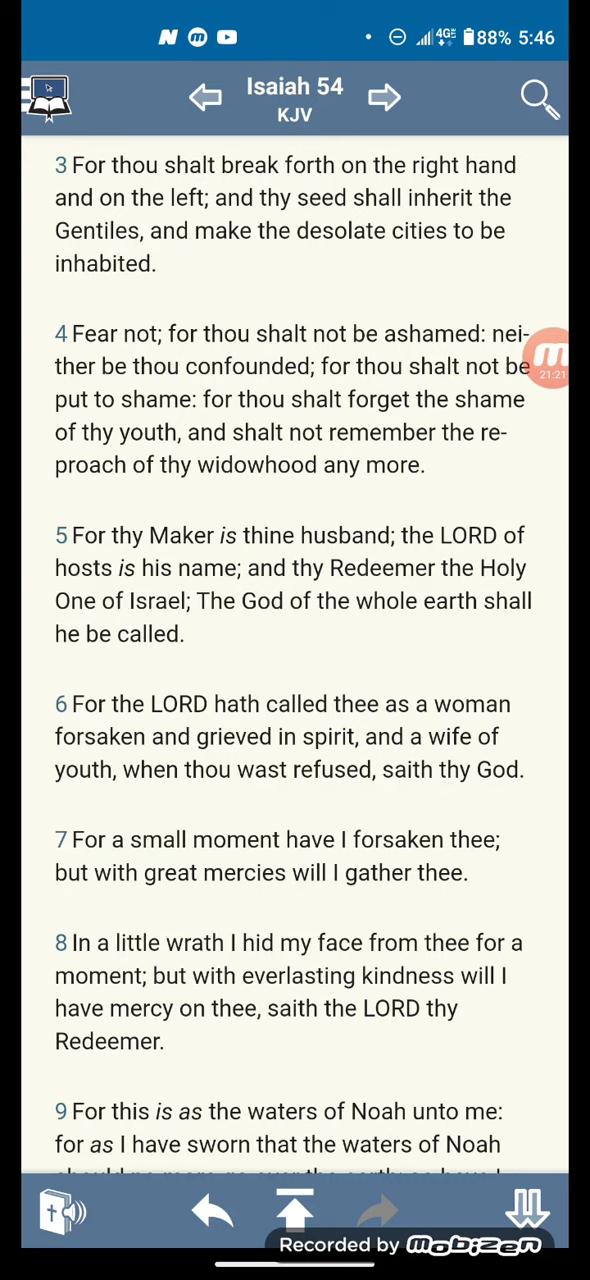 88% 5:46
Isaiah 54
KJV
3 For thou shalt break forth on the right hand
and on the left; and thy seed shall inherit the
Gentiles, and make the desolate cities to be
inhabited.
4 Fear not; for thou shalt not be ashamed: nei-
ther be thou confounded; for thou shalt not be
put to shame: for thou shalt forget the shame
of thy youth, and shalt not remember the re-
proach of thy widowhood any more.
21:21
5 For thy Maker is thine husband; the LORD of
hosts is his name; and thy Redeemer the Holy
One of Israel; The God of the whole earth shall
he be called.
6 For the LORD hath called thee as a woman
forsaken and grieved in spirit, and a wife of
youth, when thou wast refused, saith thy God.
7 For a small moment have I forsaken thee;
but with great mercies will I gather thee.
8 In a little wrath I hid my face from thee for a
moment; but with everlasting kindness will I
have mercy on thee, saith the LORD thy
Redeemer.
9 For this is as the waters of Noah unto me:
for as I have sworn that the waters of Noah
Recorded by mobizen